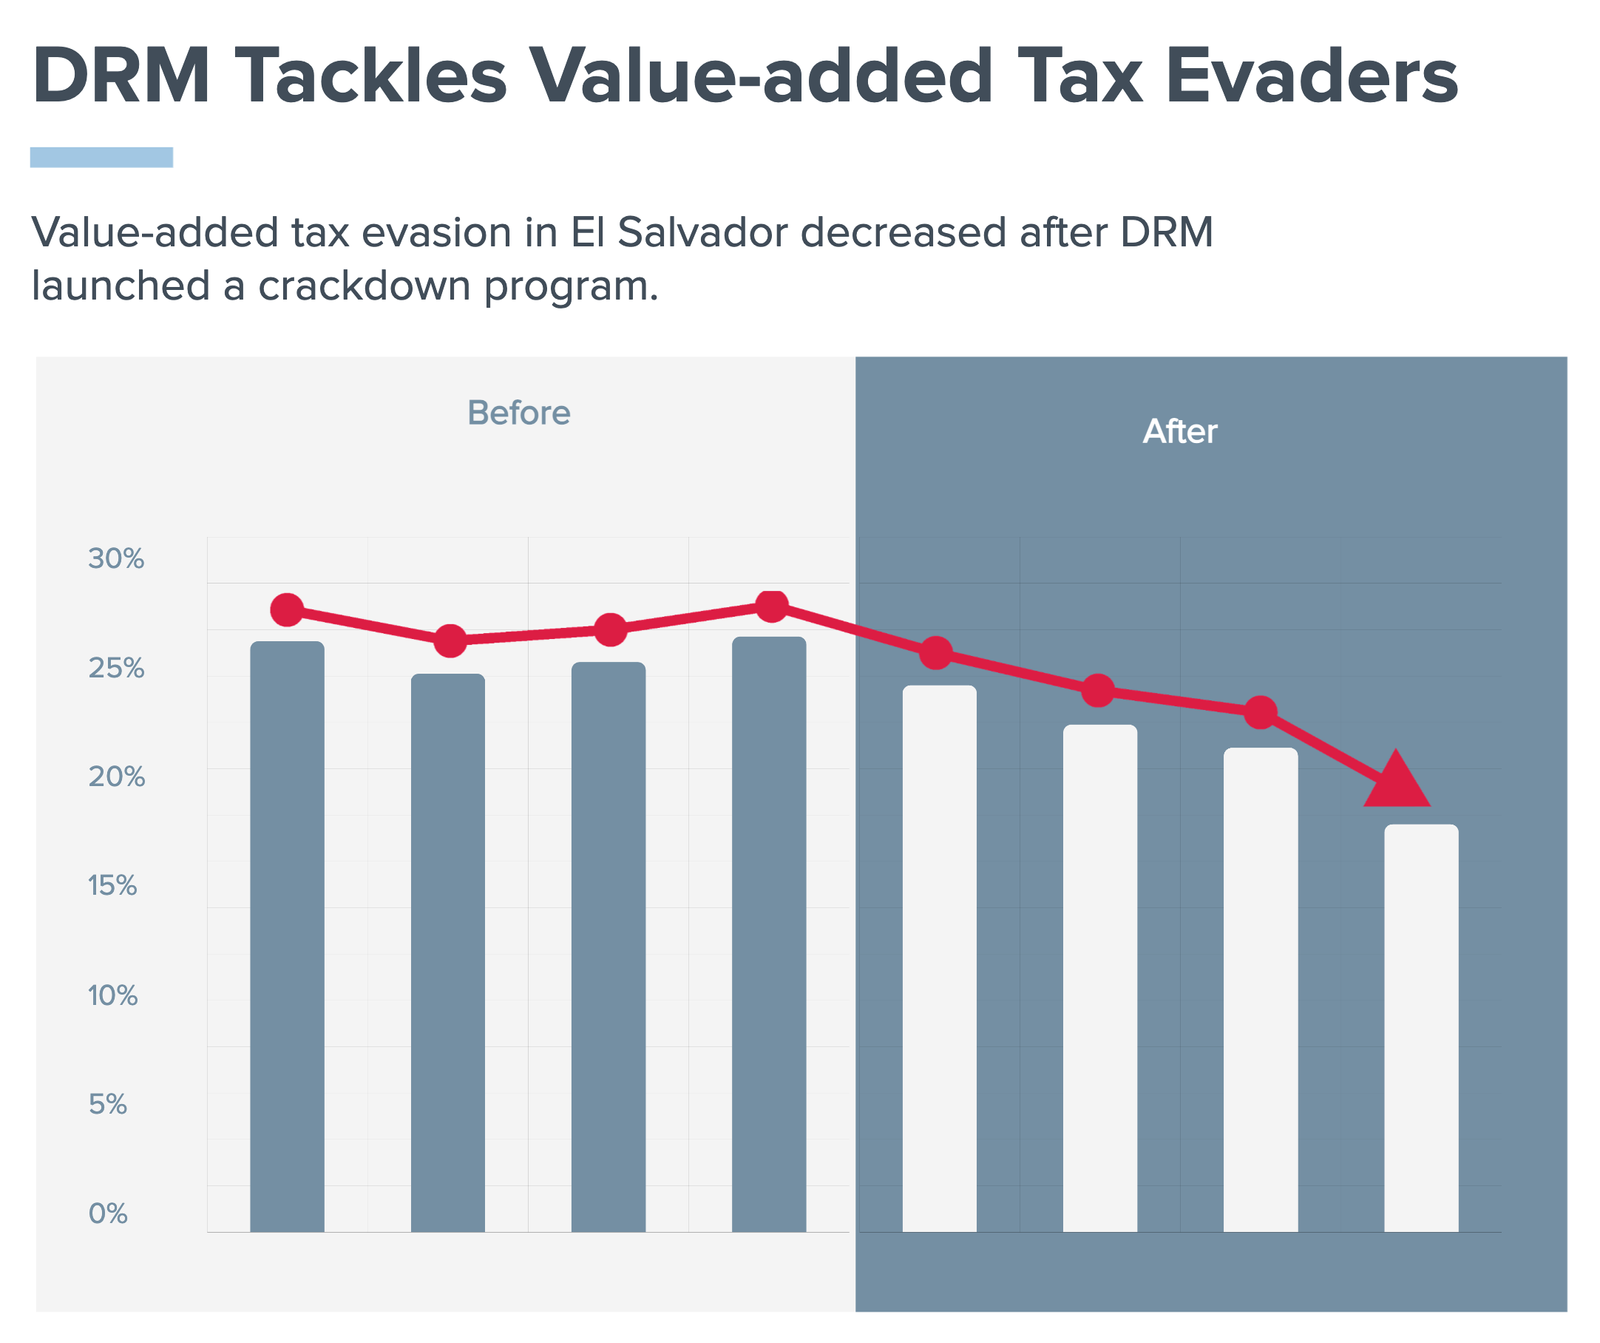 DRM Tackles Value-added Tax Evaders
Value-added tax evasion in El Salvador decreased after DRM
launched a crackdown program.
Before
After
30%
25%
20%
15%
10%
5%
0%